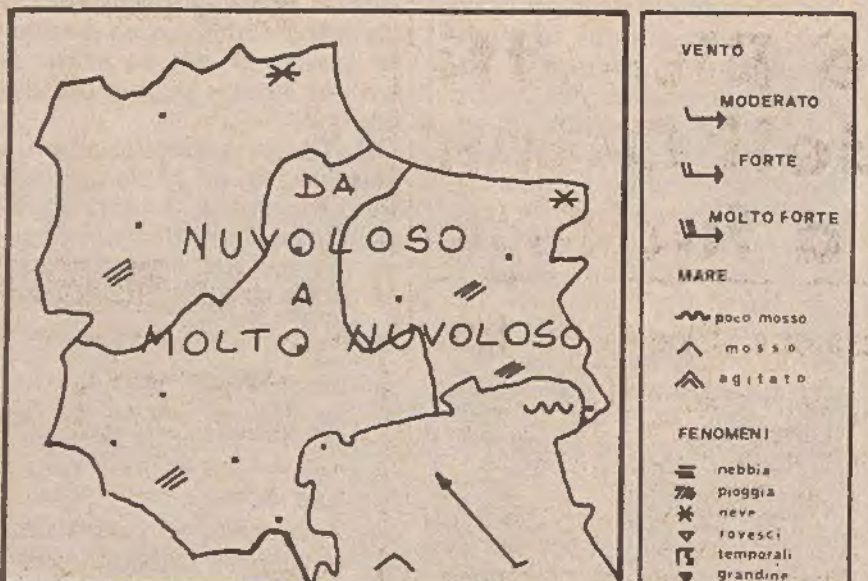 DA
NUVOLOSO
A
MOLTO NUVOLOSO
VENTO
MODERATO
FORTE
MOLTO FORTE
MARE
poco mosso
mosso
agitato
FENOMENI
nebbia
pioggia
neve
rovesci
temporali
grandine